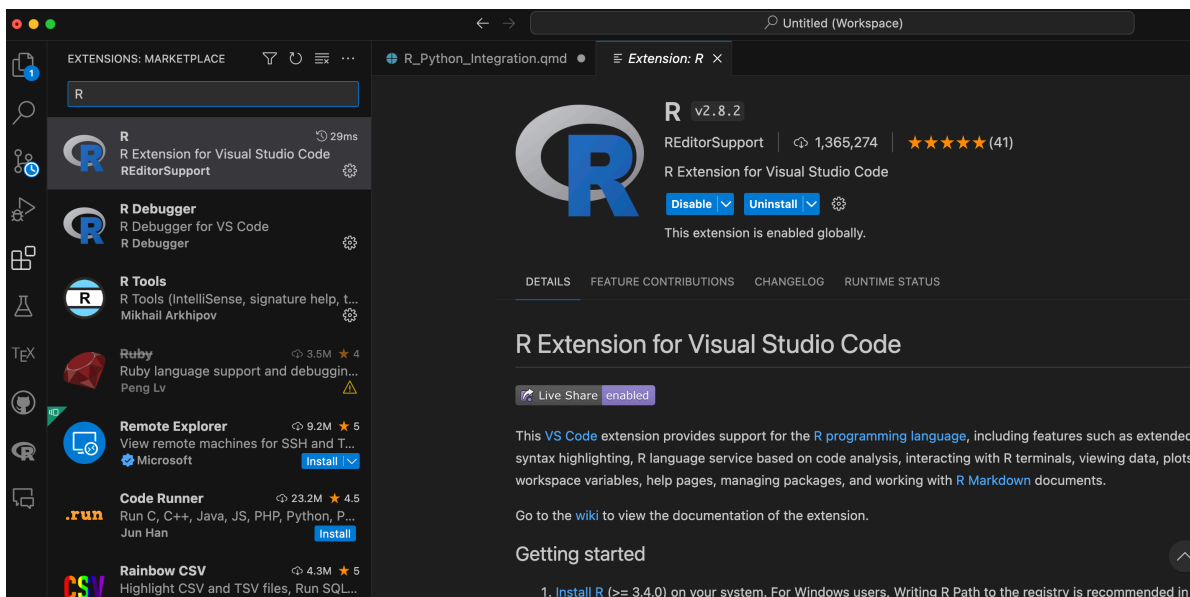 Untitled (Workspace)
1
EXTENSIONS: MARKETPLACE
R
R
29ms
R Extension for Visual Studio Code
REditorSupport
R Debugger
R Debugger for VS Code
R Debugger
R
R Tools
R Tools (IntelliSense, signature help, t...
Mikhail Arkhipov
Ruby
3.5M ★ 4
Ruby language support and debuggin...
Peng Lv
Remote Explorer
9.2M ★ 5
View remote machines for SSH and T...
Microsoft
Install
Code Runner
23.2M ★ 4.5
.run
Run C, C++, Java, JS, PHP, Python, P...
Jun Han
Install
Rainbow CSV
4.3M ★ 5
CSV
Highlight CSV and TSV files, Run SQL...
TEX
R
R_Python_Integration.qmd
Extension: R
R
R v2.8.2
REditorSupport
1,365,274
★★★★★(41)
R Extension for Visual Studio Code
Disable
Uninstall
This extension is enabled globally.
DETAILS
FEATURE CONTRIBUTIONS
CHANGELOG
RUNTIME STATUS
R Extension for Visual Studio Code
Live Share enabled
This VS Code extension provides support for the R programming language, including features such as extended
syntax highlighting, R language service based on code analysis, interacting with R terminals, viewing data, plots
workspace variables, help pages, managing packages, and working with R Markdown documents.
Go to the wiki to view the documentation of the extension.
Getting started
1. Install R (>= 3.4.0) on your system. For Windows users, Writing R Path to the registry is recommended in